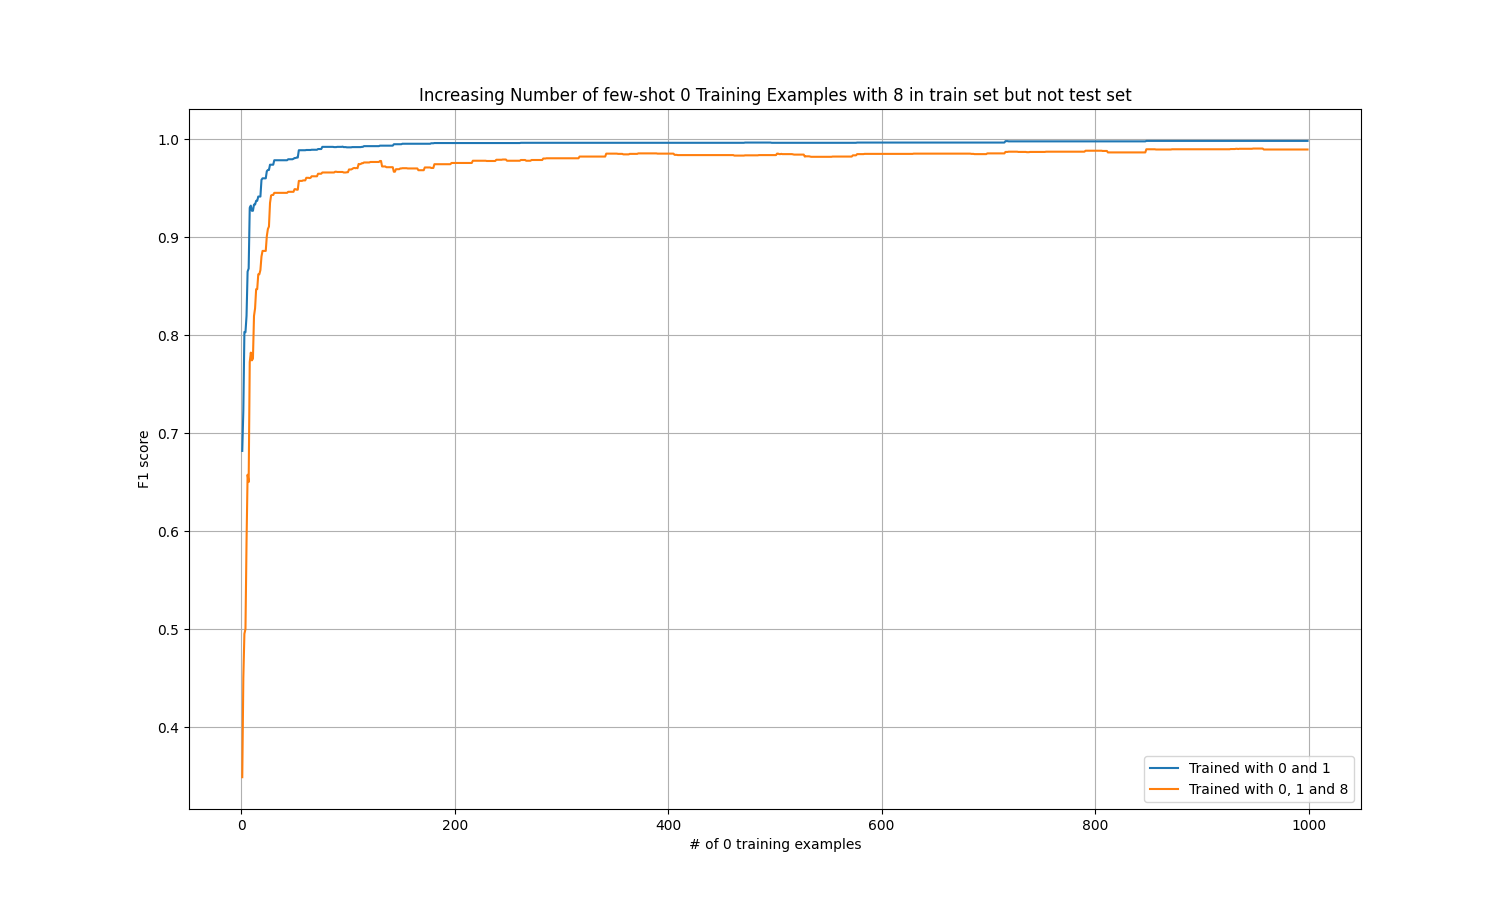 Increasing Number of few-shot 0 Training Examples with 8 in train set but not test set
1.0
0.9
0.8
0.7
0.6
0.5
0.4
F1 score
0 200 400 600 800 1000
# of 0 training examples
Trained with 0 and 1
Trained with 0, 1 and 8